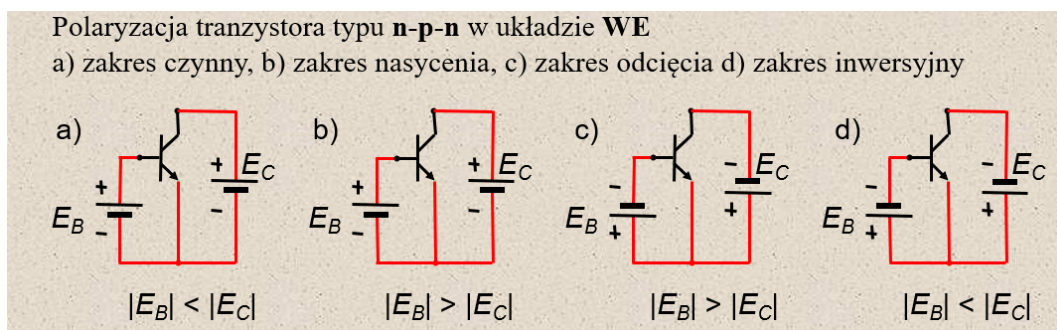 Polaryzacja tranzystora typu n-p-n w układzie WE
a) zakres czynny, b) zakres nasycenia, c) zakres odcięcia d) zakres inwersyjny
a)
+
E_B
−
+
E_C
−
|E_B| < |E_C|
b)
+
E_B
−
+
E_C
−
|E_B| > |E_C|
c)
−
E_B
+
−
E_C
+
|E_B| > |E_C|
d)
−
E_B
+
−
E_C
+
|E_B| < |E_C|